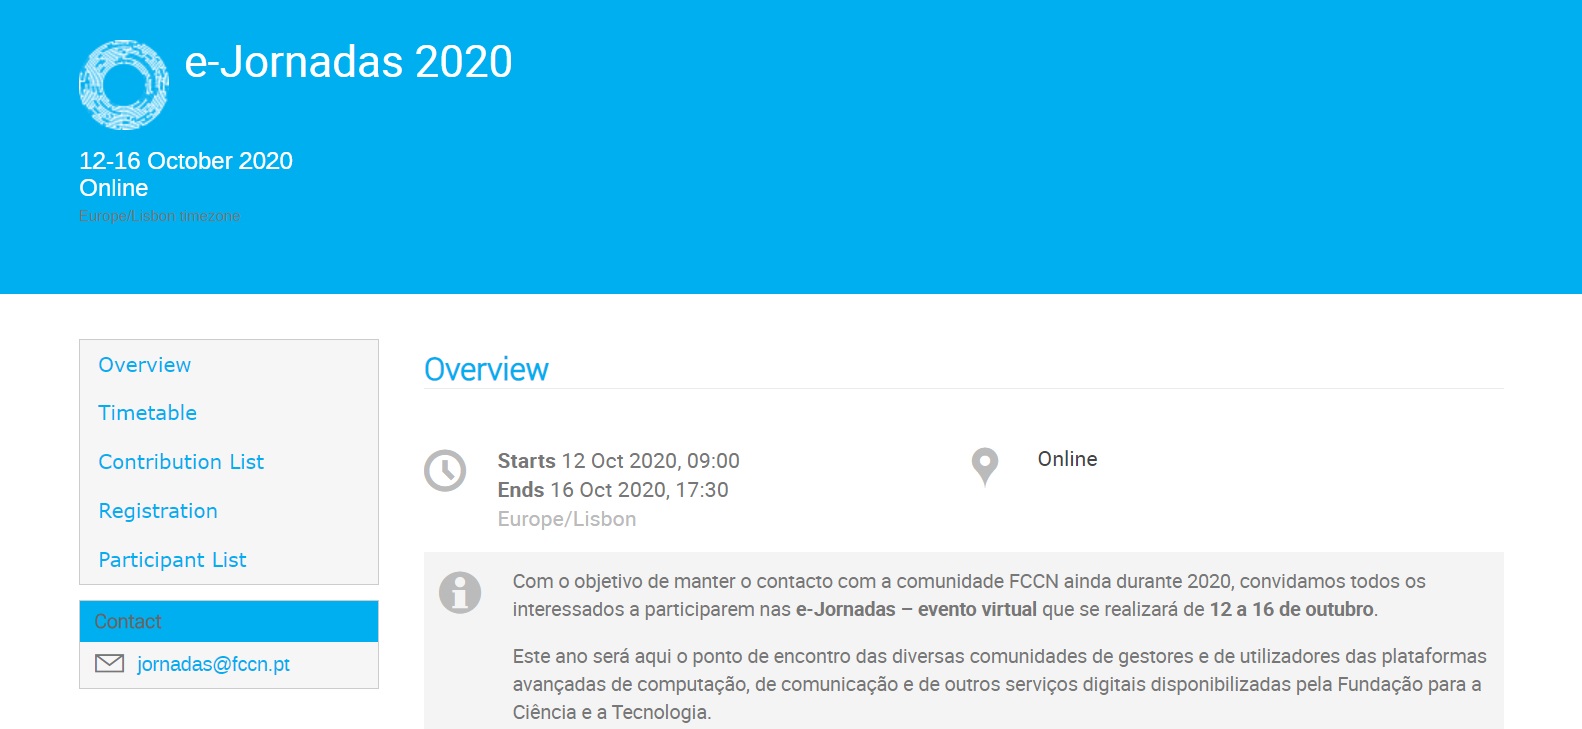 e-Jornadas 2020
12-16 October 2020
Online
Europe/Lisbon timezone
Overview
Timetable
Contribution List
Registration
Participant List
Contact
jornadas@fccn.pt
Overview
Starts 12 Oct 2020, 09:00
Ends 16 Oct 2020, 17:30
Europe/Lisbon
Online
Com o objetivo de manter o contacto com a comunidade FCCN ainda durante 2020, convidamos todos os
interessados a participarem nas e-Jornadas – evento virtual que se realizará de 12 a 16 de outubro.
Este ano será aqui o ponto de encontro das diversas comunidades de gestores e de utilizadores das plataformas
avançadas de computação, de comunicação e de outros serviços digitais disponibilizadas pela Fundação para a
Ciência e a Tecnologia.